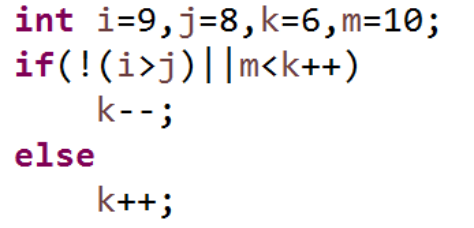 int i=9,j=8,k=6,m=10;
if(!(i>j)||m<k++)
    k--;
else
    k++;